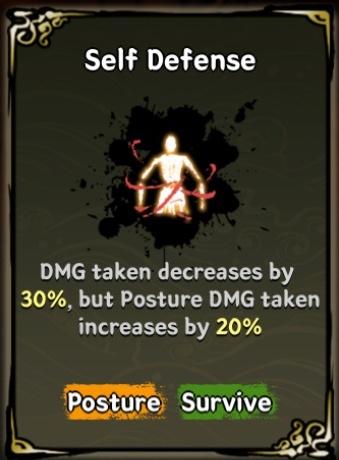 Self Defense
DMG taken decreases by
30%, but Posture DMG taken
increases by 20%
Posture Survive